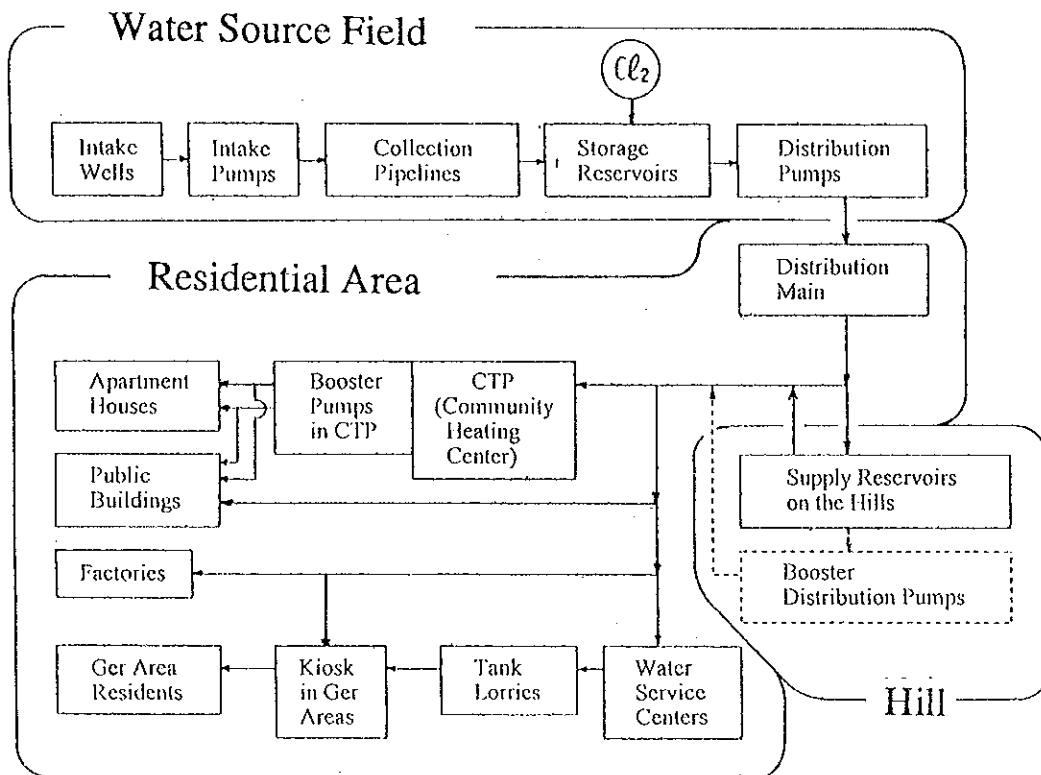 Water Source Field
Cl₂
Intake
Wells
Intake
Pumps
Collection
Pipelines
Storage
Reservoirs
Distribution
Pumps
Distribution
Main
Residential Area
Apartment
Houses
Booster
Pumps
in CTP
CTP
(Community
Heating
Center)
Public
Buildings
Supply Reservoirs
on the Hills
Factories
Booster
Distribution Pumps
Ger Area
Residents
Kiosk
in Ger
Areas
Tank
Lorries
Water
Service
Centers
Hill